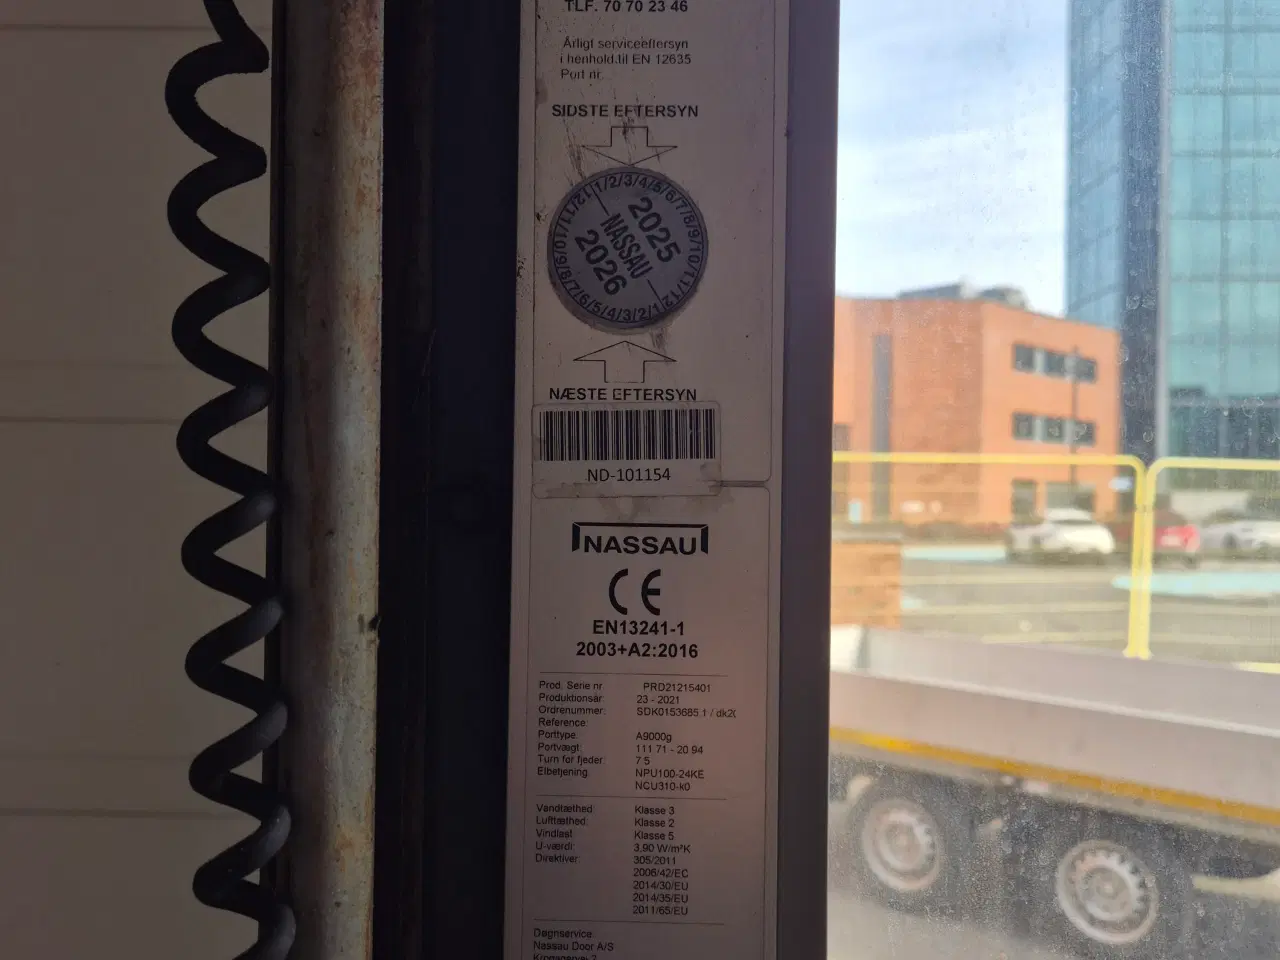 TLF. 70 70 23 46
Årligt serviceeftersyn
i henhold til EN 12635
Port nr.
SIDSTE EFTERSYN
1/2/3/4/5/6/7/8/9/10/11/12
2025
NASSAU
2026
1/2/3/4/5/6/7/8/9/10/11/12
NÆSTE EFTERSYN
ND-101154
NASSAU
CE
EN13241-1
2003+A2:2016
Prod. Serie nr. PRD21215401
Produktionsår: 23 - 2021
Ordrenummer: SDK0153685.1 / dk2(
Reference:
Porttype: A9000g
Portvægt: 111.71 - 20.94
Turn for fjeder: 7.5
Elbetjening: NPU100-24KE
NCU310-k0
Vandtæthed: Klasse 3
Lufttæthed: Klasse 2
Vindlast: Klasse 5
U-værdi: 3,90 W/m²K
Direktiver: 305/2011
2006/42/EC
2014/30/EU
2014/35/EU
2011/65/EU
Døgnservice:
Nassau Door A/S